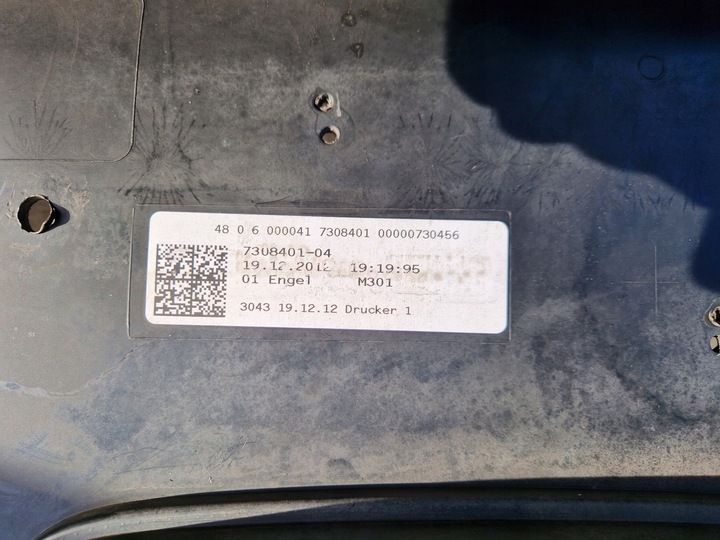 48 0 6 000041 7308401 00000730456
7308401-04
19.12.2012 19:19:95
01 Engel M301
3043 19.12.12 Drucker 1